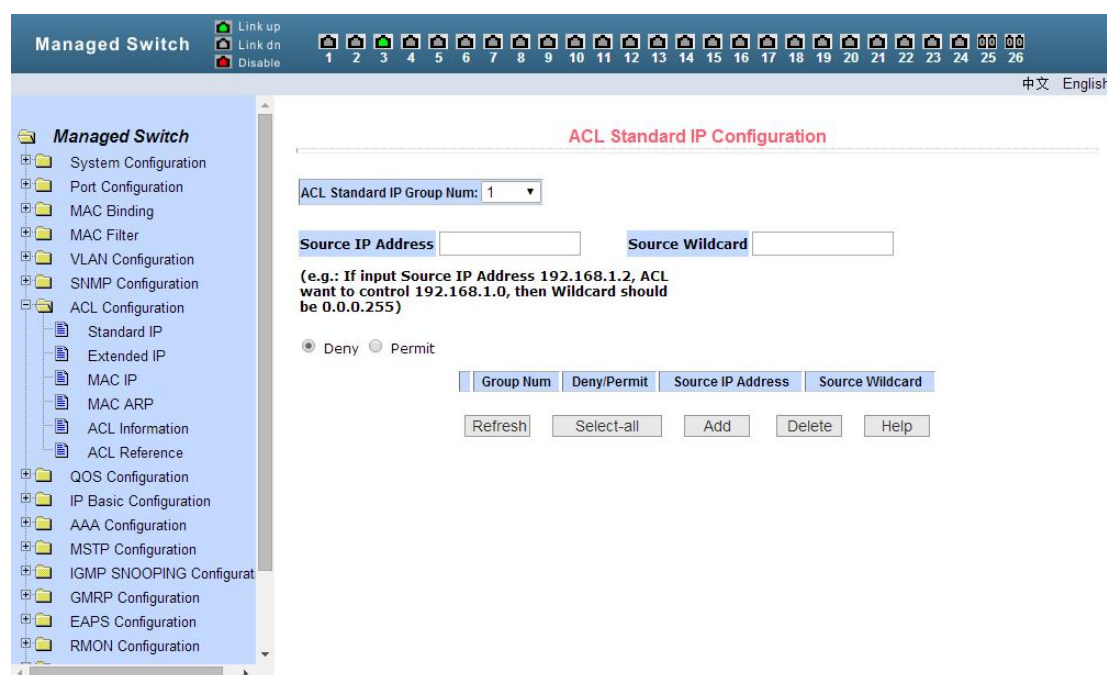 Managed Switch
Link up
Link dn
Disable
1 2 3 4 5 6 7 8 9 10 11 12 13 14 15 16 17 18 19 20 21 22 23 24 25 26
中文 English
Managed Switch
System Configuration
Port Configuration
MAC Binding
MAC Filter
VLAN Configuration
SNMP Configuration
ACL Configuration
Standard IP
Extended IP
MAC IP
MAC ARP
ACL Information
ACL Reference
QOS Configuration
IP Basic Configuration
AAA Configuration
MSTP Configuration
IGMP SNOOPING Configurat
GMRP Configuration
EAPS Configuration
RMON Configuration
ACL Standard IP Configuration
ACL Standard IP Group Num: 1
Source IP Address Source Wildcard
(e.g.: If input Source IP Address 192.168.1.2, ACL
want to control 192.168.1.0, then Wildcard should
be 0.0.0.255)
Deny Permit
Group Num Deny/Permit Source IP Address Source Wildcard
Refresh Select-all Add Delete Help